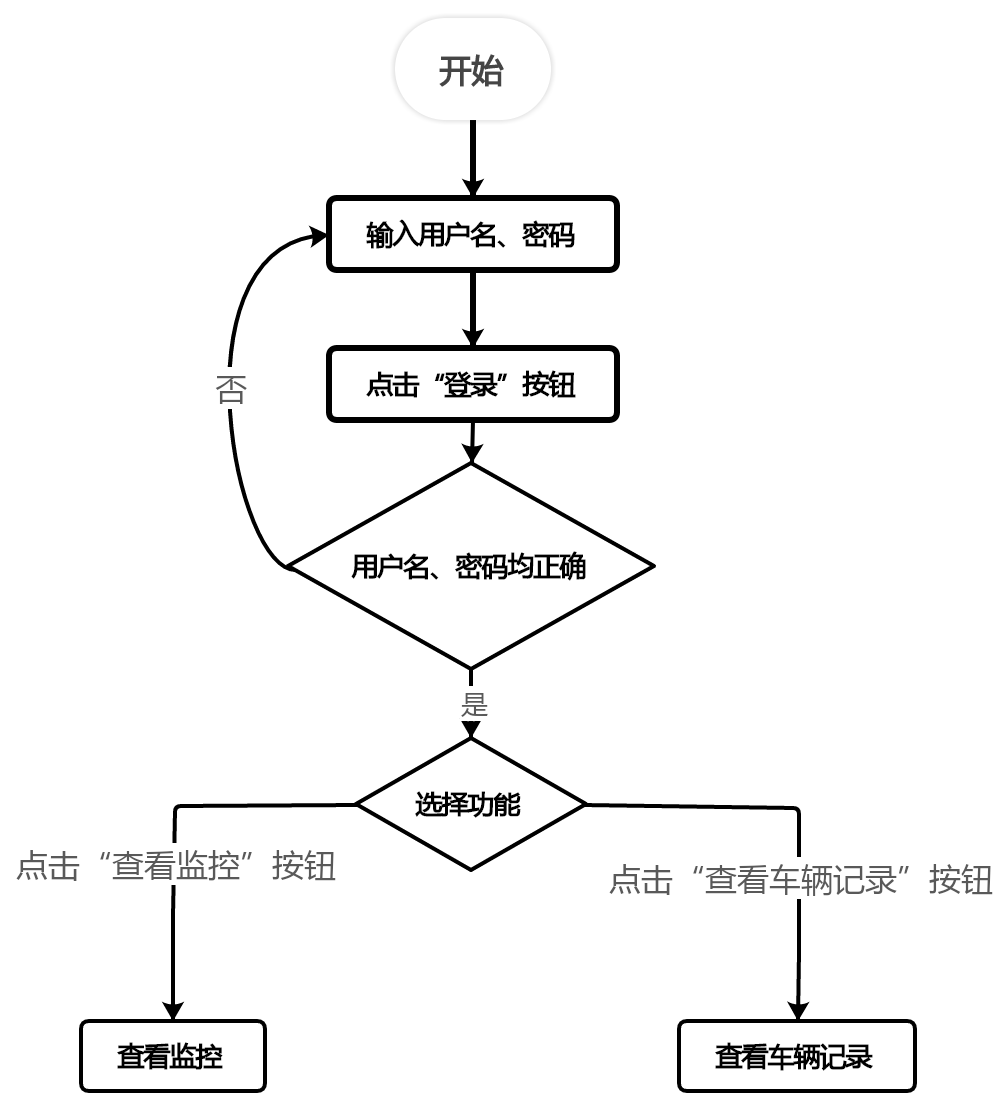 开始
输入用户名、密码
否
点击“登录”按钮
用户名、密码均正确
是
选择功能
点击“查看监控”按钮
点击“查看车辆记录”按钮
查看监控
查看车辆记录